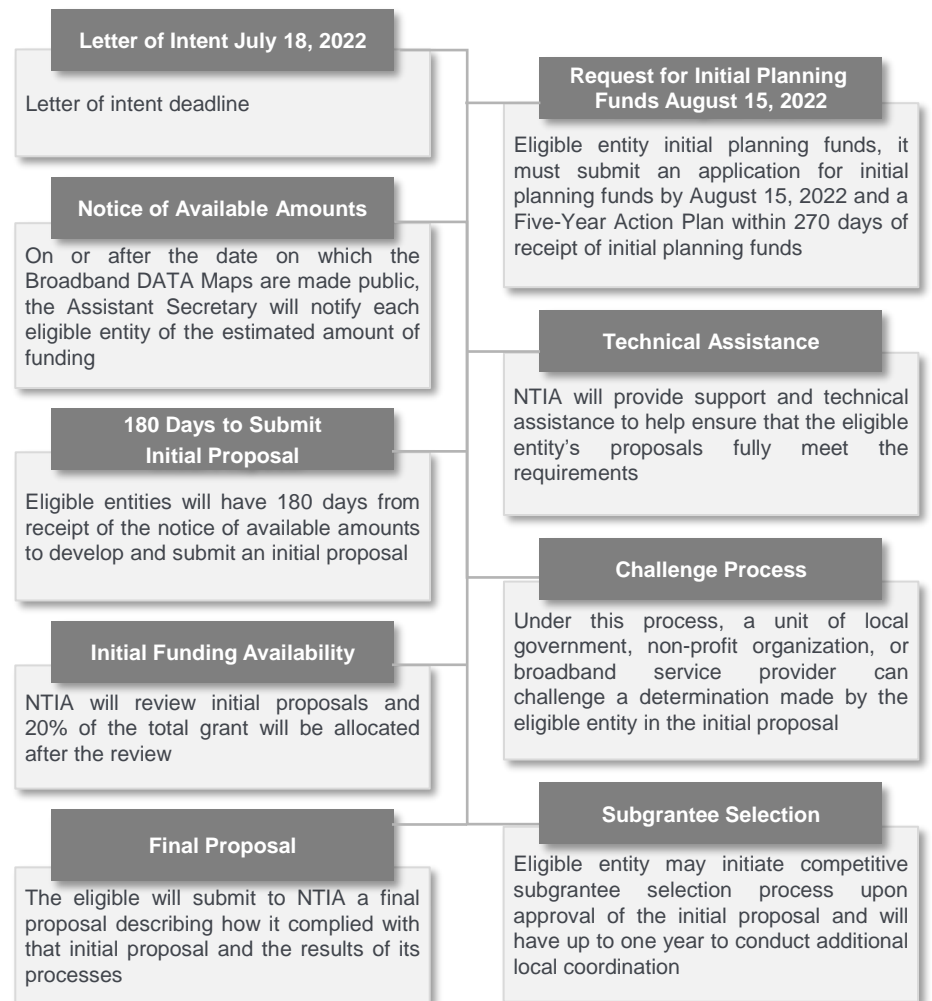 Letter of Intent July 18, 2022
Letter of intent deadline
Request for Initial Planning
Funds August 15, 2022
Eligible entity initial planning funds, it
must submit an application for initial
planning funds by August 15, 2022 and a
Five-Year Action Plan within 270 days of
receipt of initial planning funds
Notice of Available Amounts
On or after the date on which the
Broadband DATA Maps are made public,
the Assistant Secretary will notify each
eligible entity of the estimated amount of
funding
Technical Assistance
NTIA will provide support and technical
assistance to help ensure that the eligible
entity's proposals fully meet the
requirements
180 Days to Submit
Initial Proposal
Eligible entities will have 180 days from
receipt of the notice of available amounts
to develop and submit an initial proposal
Challenge Process
Under this process, a unit of local
government, non-profit organization, or
broadband service provider can
challenge a determination made by the
eligible entity in the initial proposal
Initial Funding Availability
NTIA will review initial proposals and
20% of the total grant will be allocated
after the review
Subgrantee Selection
Eligible entity may initiate competitive
subgrantee selection process upon
approval of the initial proposal and will
have up to one year to conduct additional
local coordination
Final Proposal
The eligible will submit to NTIA a final
proposal describing how it complied with
that initial proposal and the results of its
processes